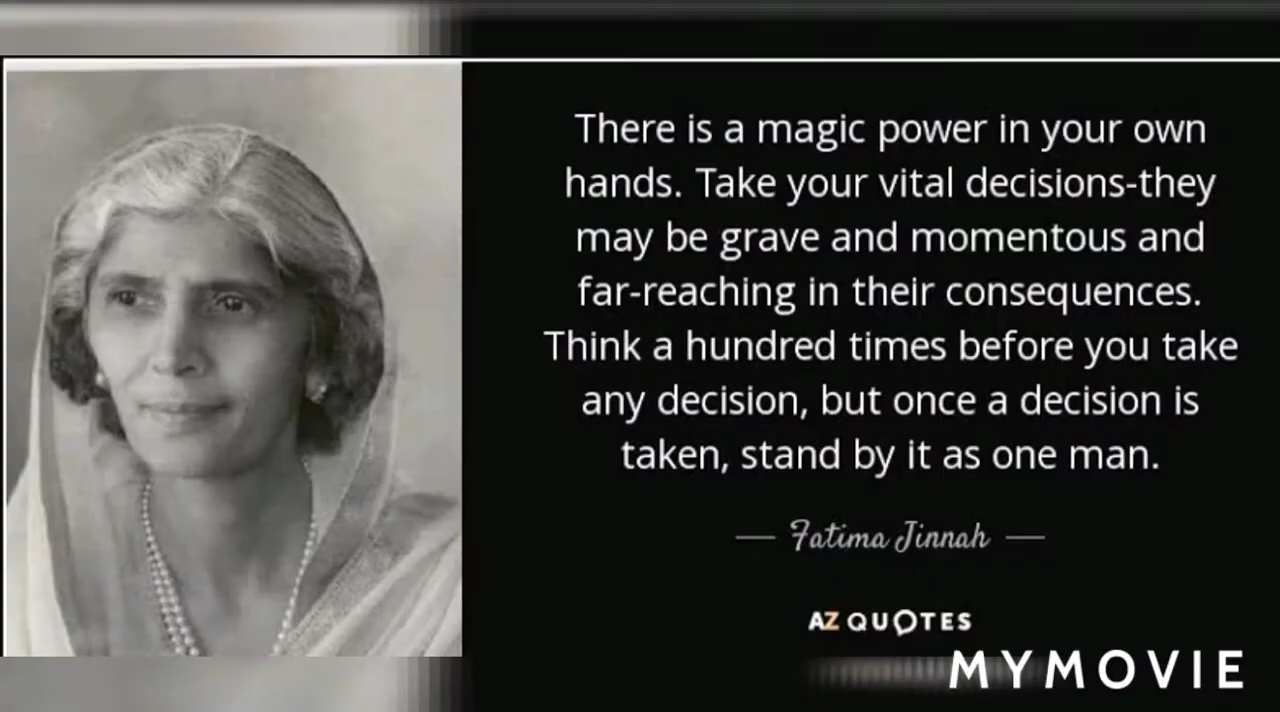 There is a magic power in your own
hands. Take your vital decisions-they
may be grave and momentous and
far-reaching in their consequences.
Think a hundred times before you take
any decision, but once a decision is
taken, stand by it as one man.
— Fatima Jinnah —
AZ QUOTES
MYMOVIE